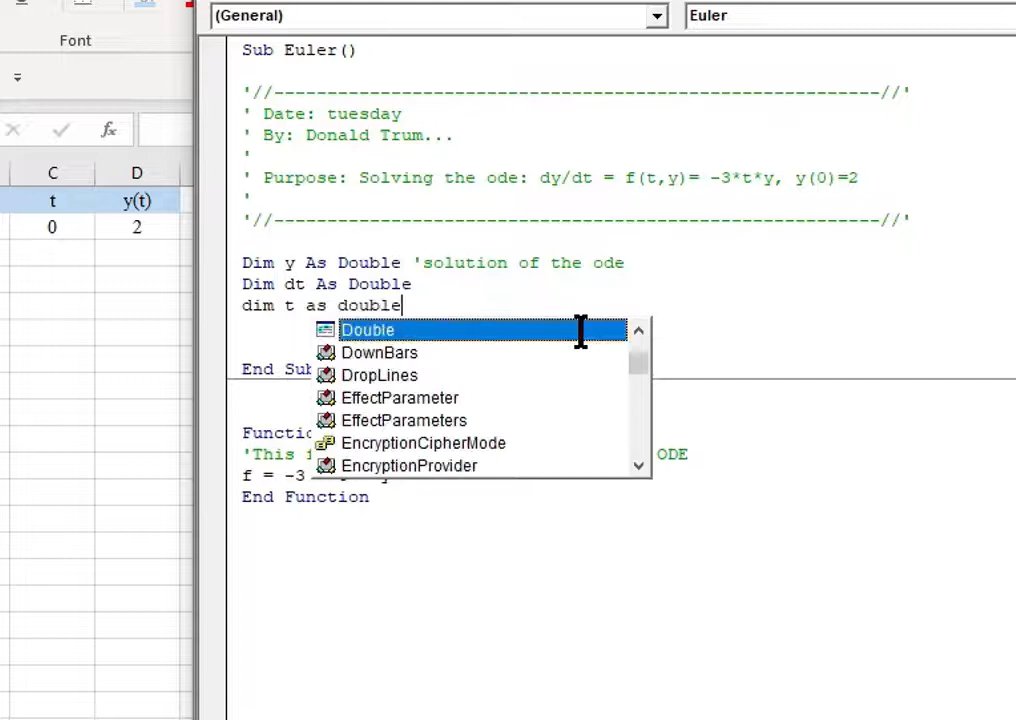 (General)
Euler
Font
fx
C
D
t
y(t)
0
2
Sub Euler()
'//---------------------------------------------------------//'
' Date: tuesday
' By: Donald Trum...
'
' Purpose: Solving the ode: dy/dt = f(t,y)= -3*t*y, y(0)=2
'
'//---------------------------------------------------------//'
Dim y As Double 'solution of the ode
Dim dt As Double
dim t as double
Double
DownBars
DropLines
EffectParameter
EffectParameters
EncryptionCipherMode
EncryptionProvider
End Sub
Functio
'This
ODE
f = -3
End Function